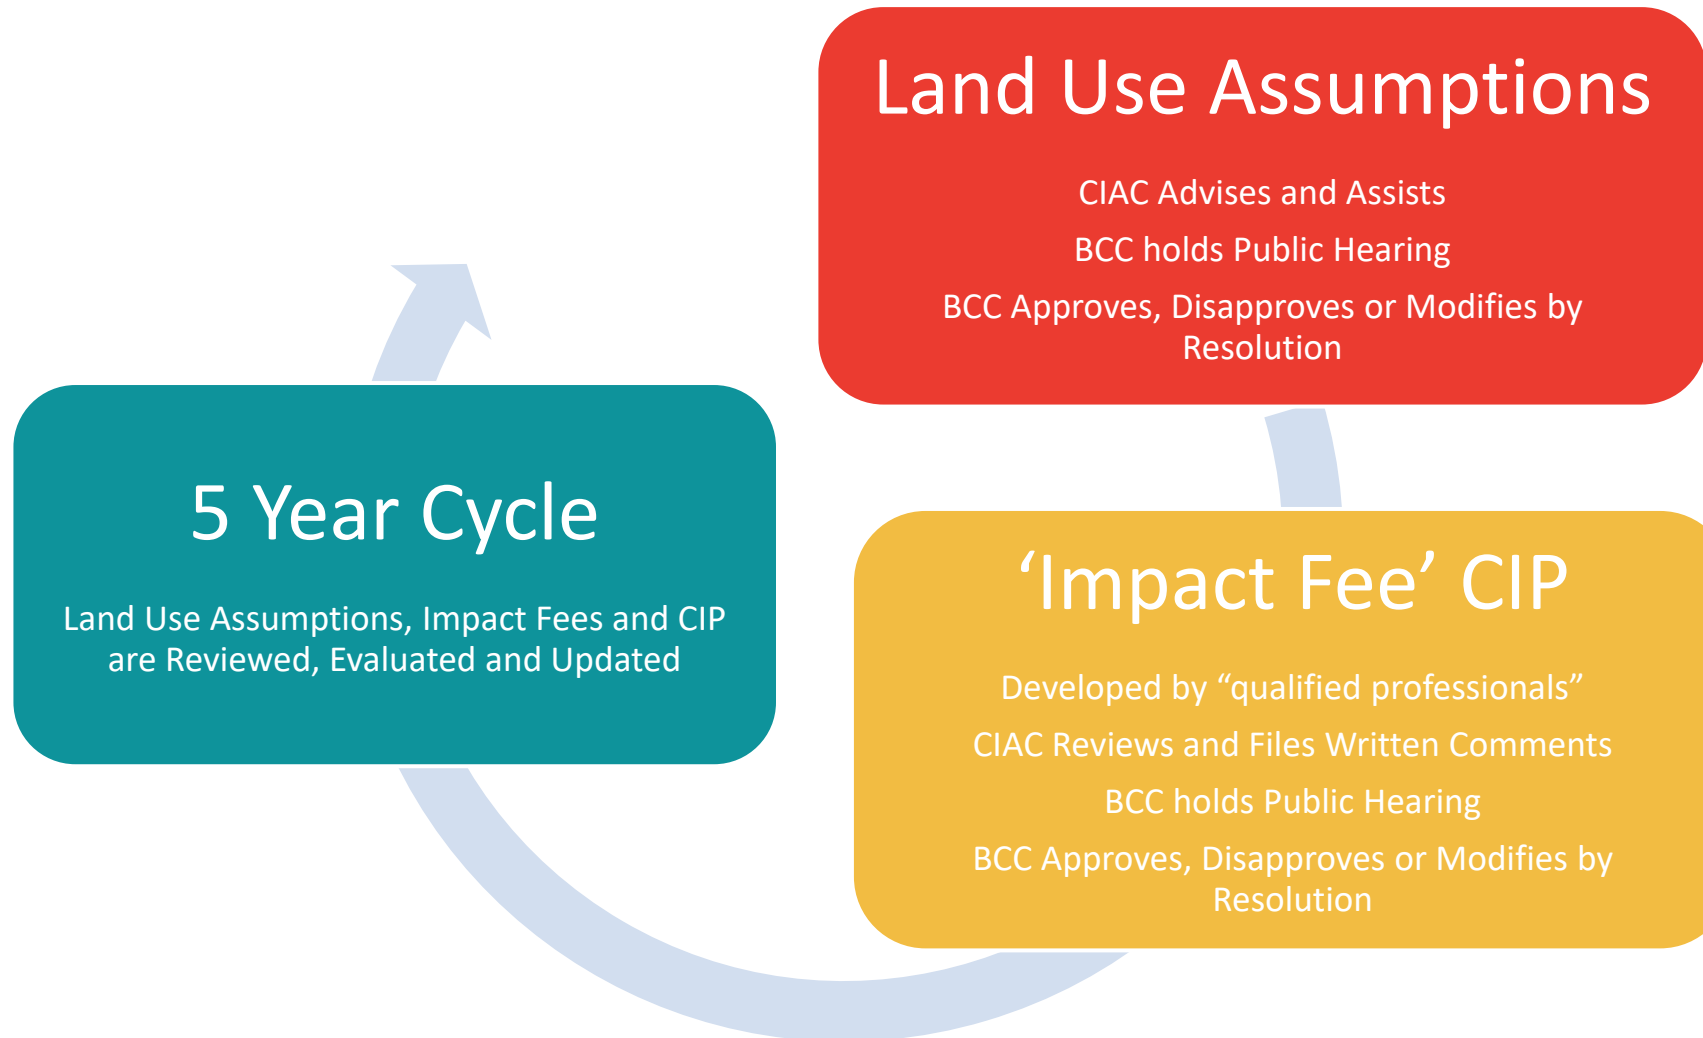 Land Use Assumptions
CIAC Advises and Assists
BCC holds Public Hearing
BCC Approves, Disapproves or Modifies by
Resolution
5 Year Cycle
Land Use Assumptions, Impact Fees and CIP
are Reviewed, Evaluated and Updated
‘Impact Fee’ CIP
Developed by “qualified professionals”
CIAC Reviews and Files Written Comments
BCC holds Public Hearing
BCC Approves, Disapproves or Modifies by
Resolution